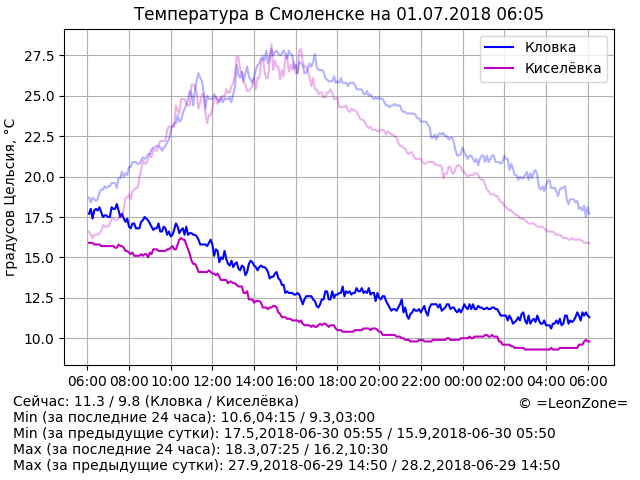 Температура в Смоленске на 01.07.2018 06:05
градусов Цельсия, °C
27.5
25.0
22.5
20.0
17.5
15.0
12.5
10.0
Кловка
Киселёвка
06:00 08:00 10:00 12:00 14:00 16:00 18:00 20:00 22:00 00:00 02:00 04:00 06:00
Сейчас: 11.3 / 9.8 (Кловка / Киселёвка)
© =LeonZone=
Min (за последние 24 часа): 10.6,04:15 / 9.3,03:00
Min (за предыдущие сутки): 17.5,2018-06-30 05:55 / 15.9,2018-06-30 05:50
Max (за последние 24 часа): 18.3,07:25 / 16.2,10:30
Max (за предыдущие сутки): 27.9,2018-06-29 14:50 / 28.2,2018-06-29 14:50